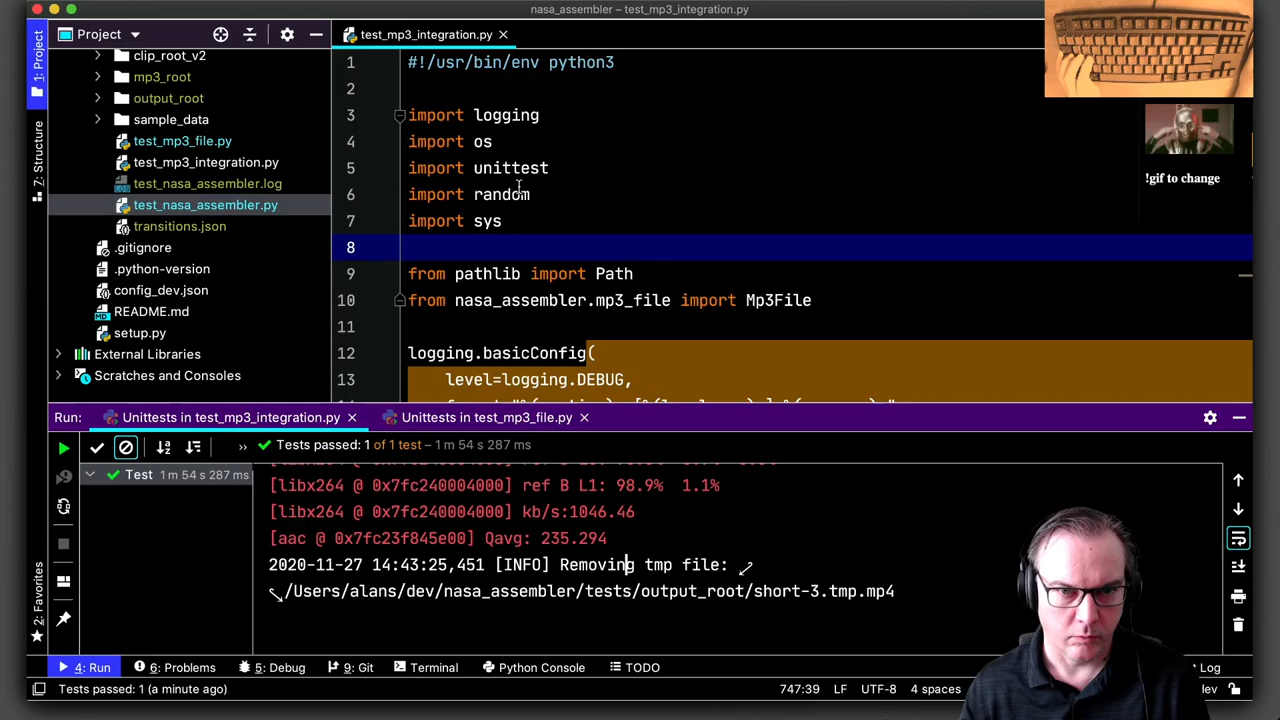 nasa_assembler – test_mp3_integration.py
1: Project
Project
test_mp3_integration.py
clip_root_v2
mp3_root
output_root
sample_data
test_mp3_file.py
test_mp3_integration.py
test_nasa_assembler.log
test_nasa_assembler.py
transitions.json
.gitignore
.python-version
config_dev.json
README.md
setup.py
External Libraries
Scratches and Consoles
7: Structure
2: Favorites
1 #!/usr/bin/env python3
2
3 import logging
4 import os
5 import unittest
6 import random
7 import sys
8
9 from pathlib import Path
10 from nasa_assembler.mp3_file import Mp3File
11
12 logging.basicConfig(
13 level=logging.DEBUG,
14
!gif to change
Run: Unittests in test_mp3_integration.py Unittests in test_mp3_file.py
» Tests passed: 1 of 1 test – 1 m 54 s 287 ms
Test 1 m 54 s 287 ms
[libx264 @ 0x7fc240004000] ref B L1: 98.9% 1.1%
[libx264 @ 0x7fc240004000] kb/s:1046.46
[aac @ 0x7fc23f845e00] Qavg: 235.294
2020-11-27 14:43:25,451 [INFO] Removing tmp file:
/Users/alans/dev/nasa_assembler/tests/output_root/short-3.tmp.mp4
4: Run 6: Problems 5: Debug 9: Git Terminal Python Console TODO Log
Tests passed: 1 (a minute ago) 747:39 LF UTF-8 4 spaces